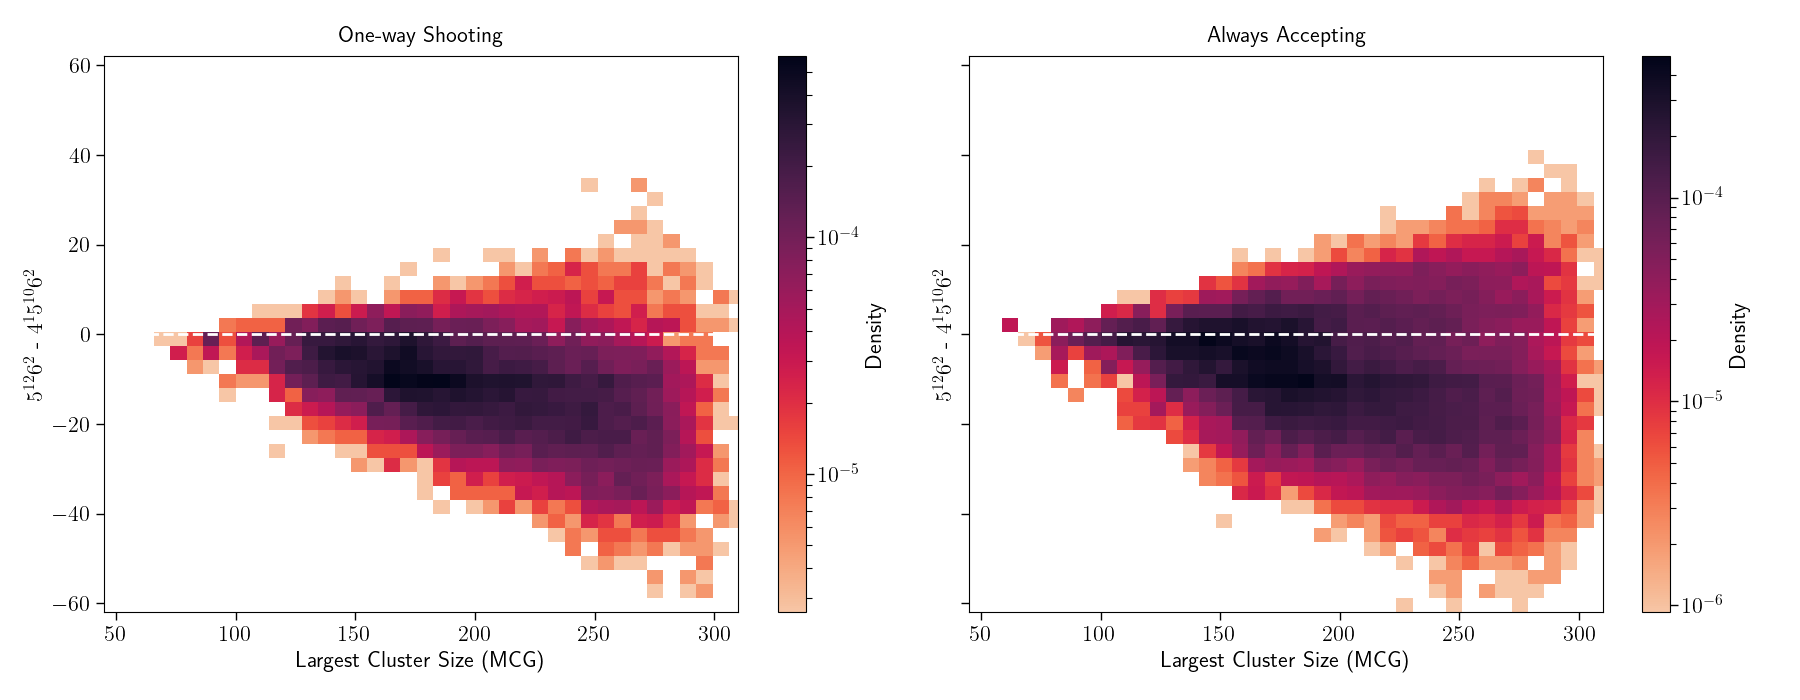 One-way Shooting
60
40
20
0
−20
−40
−60
5¹²6² - 4¹5¹⁰6²
50 100 150 200 250 300
Largest Cluster Size (MCG)
10⁻⁴
10⁻⁵
Density
Always Accepting
5¹²6² - 4¹5¹⁰6²
50 100 150 200 250 300
Largest Cluster Size (MCG)
10⁻⁴
10⁻⁵
10⁻⁶
Density